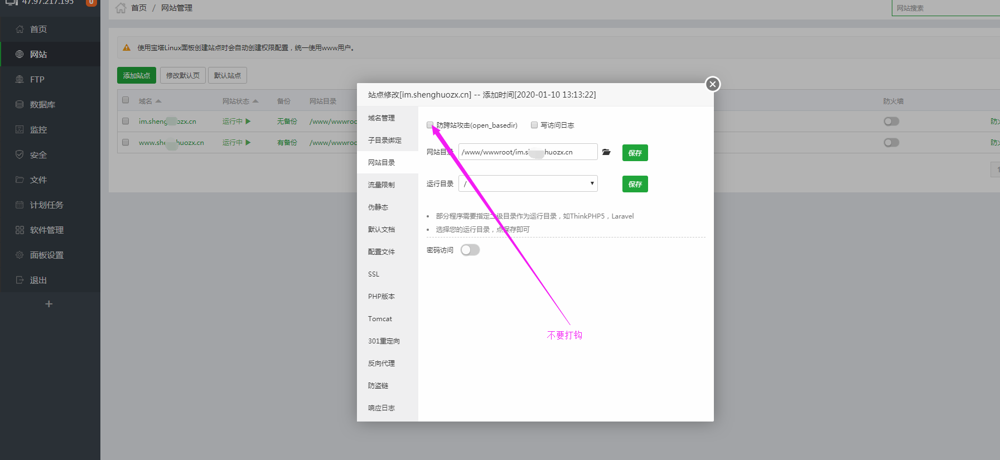 47.97.217.195 0
首页 / 网站管理
网站搜索
首页
网站
FTP
数据库
监控
安全
文件
计划任务
软件管理
面板设置
退出
+
使用宝塔Linux面板创建站点时会自动创建权限配置，统一使用www用户。
添加站点 修改默认页 默认站点
域名 网站状态 备份 网站目录 防火墙
im.sheng ozx.cn 运行中 无备份 /www/wwwroo
www.she huozx.cn 运行中 有备份 /www/wwwroo
站点修改[im.shenghuozx.cn] -- 添加时间[2020-01-10 13:13:22]
域名管理
子目录绑定
网站目录
流量限制
伪静态
默认文档
配置文件
SSL
PHP版本
Tomcat
301重定向
反向代理
防盗链
响应日志
防跨站攻击(open_basedir) 写访问日志
网站目录 /www/wwwroot/im.s huozx.cn 保存
运行目录 / 保存
• 部分程序需要指定二级目录作为运行目录，如ThinkPHP5，Laravel
• 选择您的运行目录，点保存即可
密码访问
不要打钩